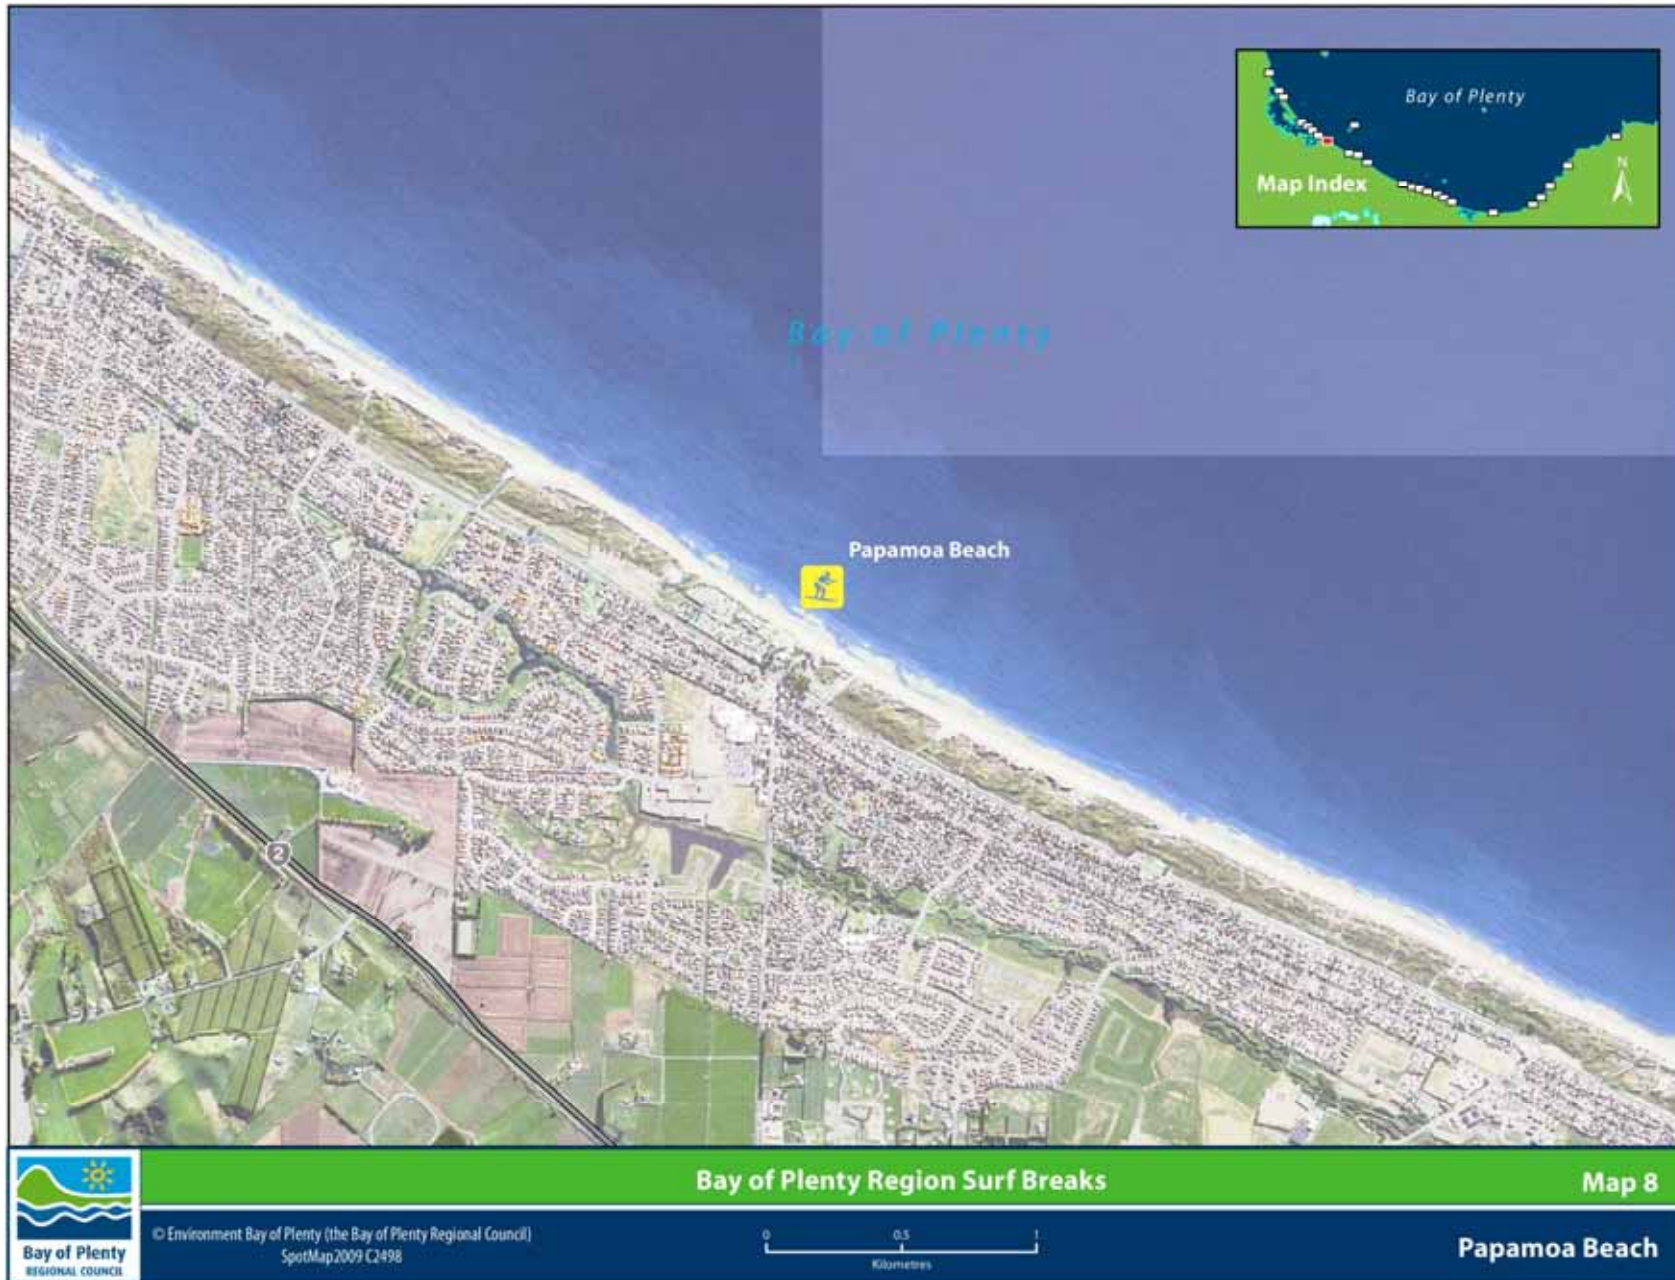 Bay of Plenty
N
Map Index
Bay of Plenty
Papamoa Beach
2
Bay of Plenty Region Surf Breaks
Map 8
Bay of Plenty
REGIONAL COUNCIL
© Environment Bay of Plenty (the Bay of Plenty Regional Council)
SpotMap2009 C2498
0 0.5 1
Kilometres
Papamoa Beach